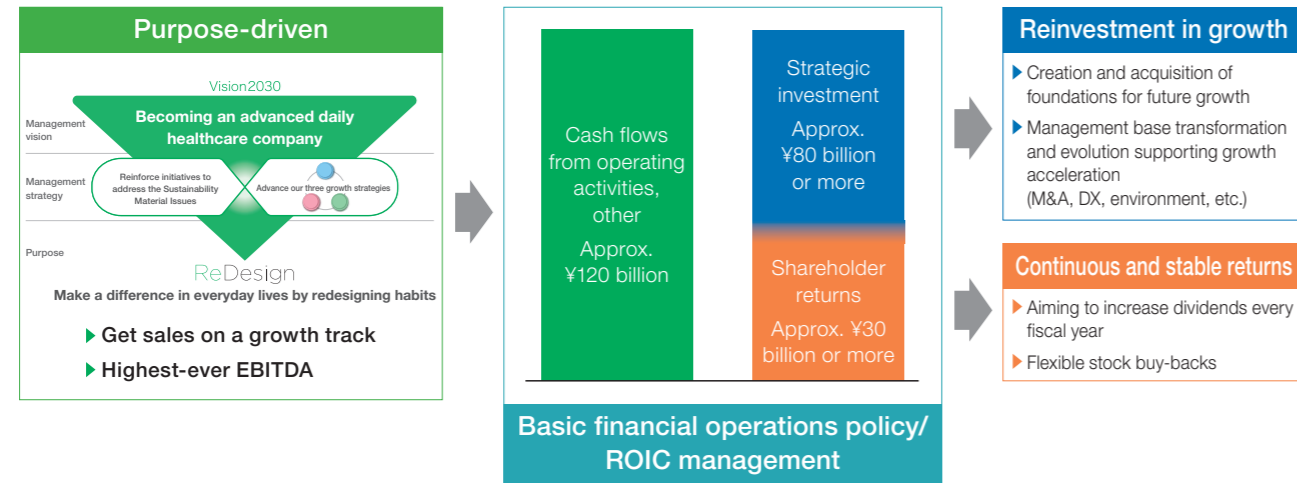 Purpose-driven
Vision2030
Management
vision
Becoming an advanced daily
healthcare company
Management
strategy
Reinforce initiatives to
address the Sustainability
Material Issues
Advance our three growth strategies
Purpose
ReDesign
Make a difference in everyday lives by redesigning habits
Get sales on a growth track
Highest-ever EBITDA
Cash flows
from operating
activities,
other
Approx.
¥120 billion
Strategic
investment
Approx.
¥80 billion
or more
Shareholder
returns
Approx. ¥30
billion or more
Basic financial operations policy/
ROIC management
Reinvestment in growth
Creation and acquisition of
foundations for future growth
Management base transformation
and evolution supporting growth
acceleration
(M&A, DX, environment, etc.)
Continuous and stable returns
Aiming to increase dividends every
fiscal year
Flexible stock buy-backs